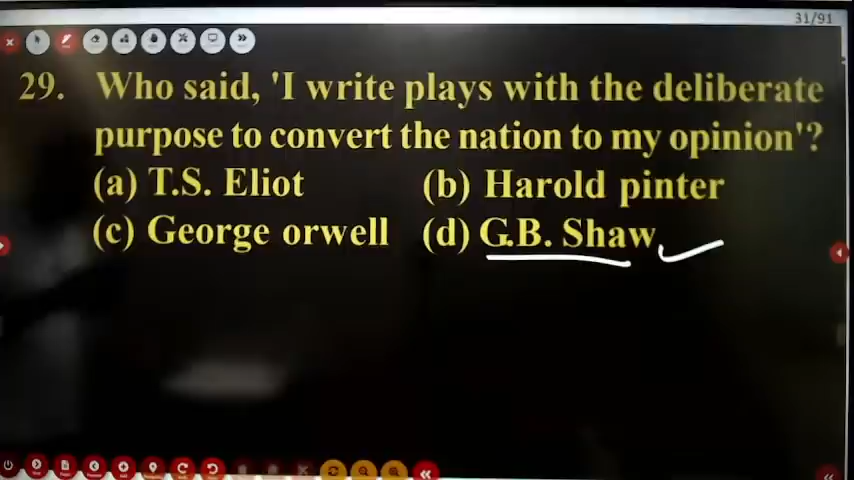 31/91
29. Who said, 'I write plays with the deliberate
purpose to convert the nation to my opinion'?
(a) T.S. Eliot (b) Harold pinter
(c) George orwell (d) G.B. Shaw